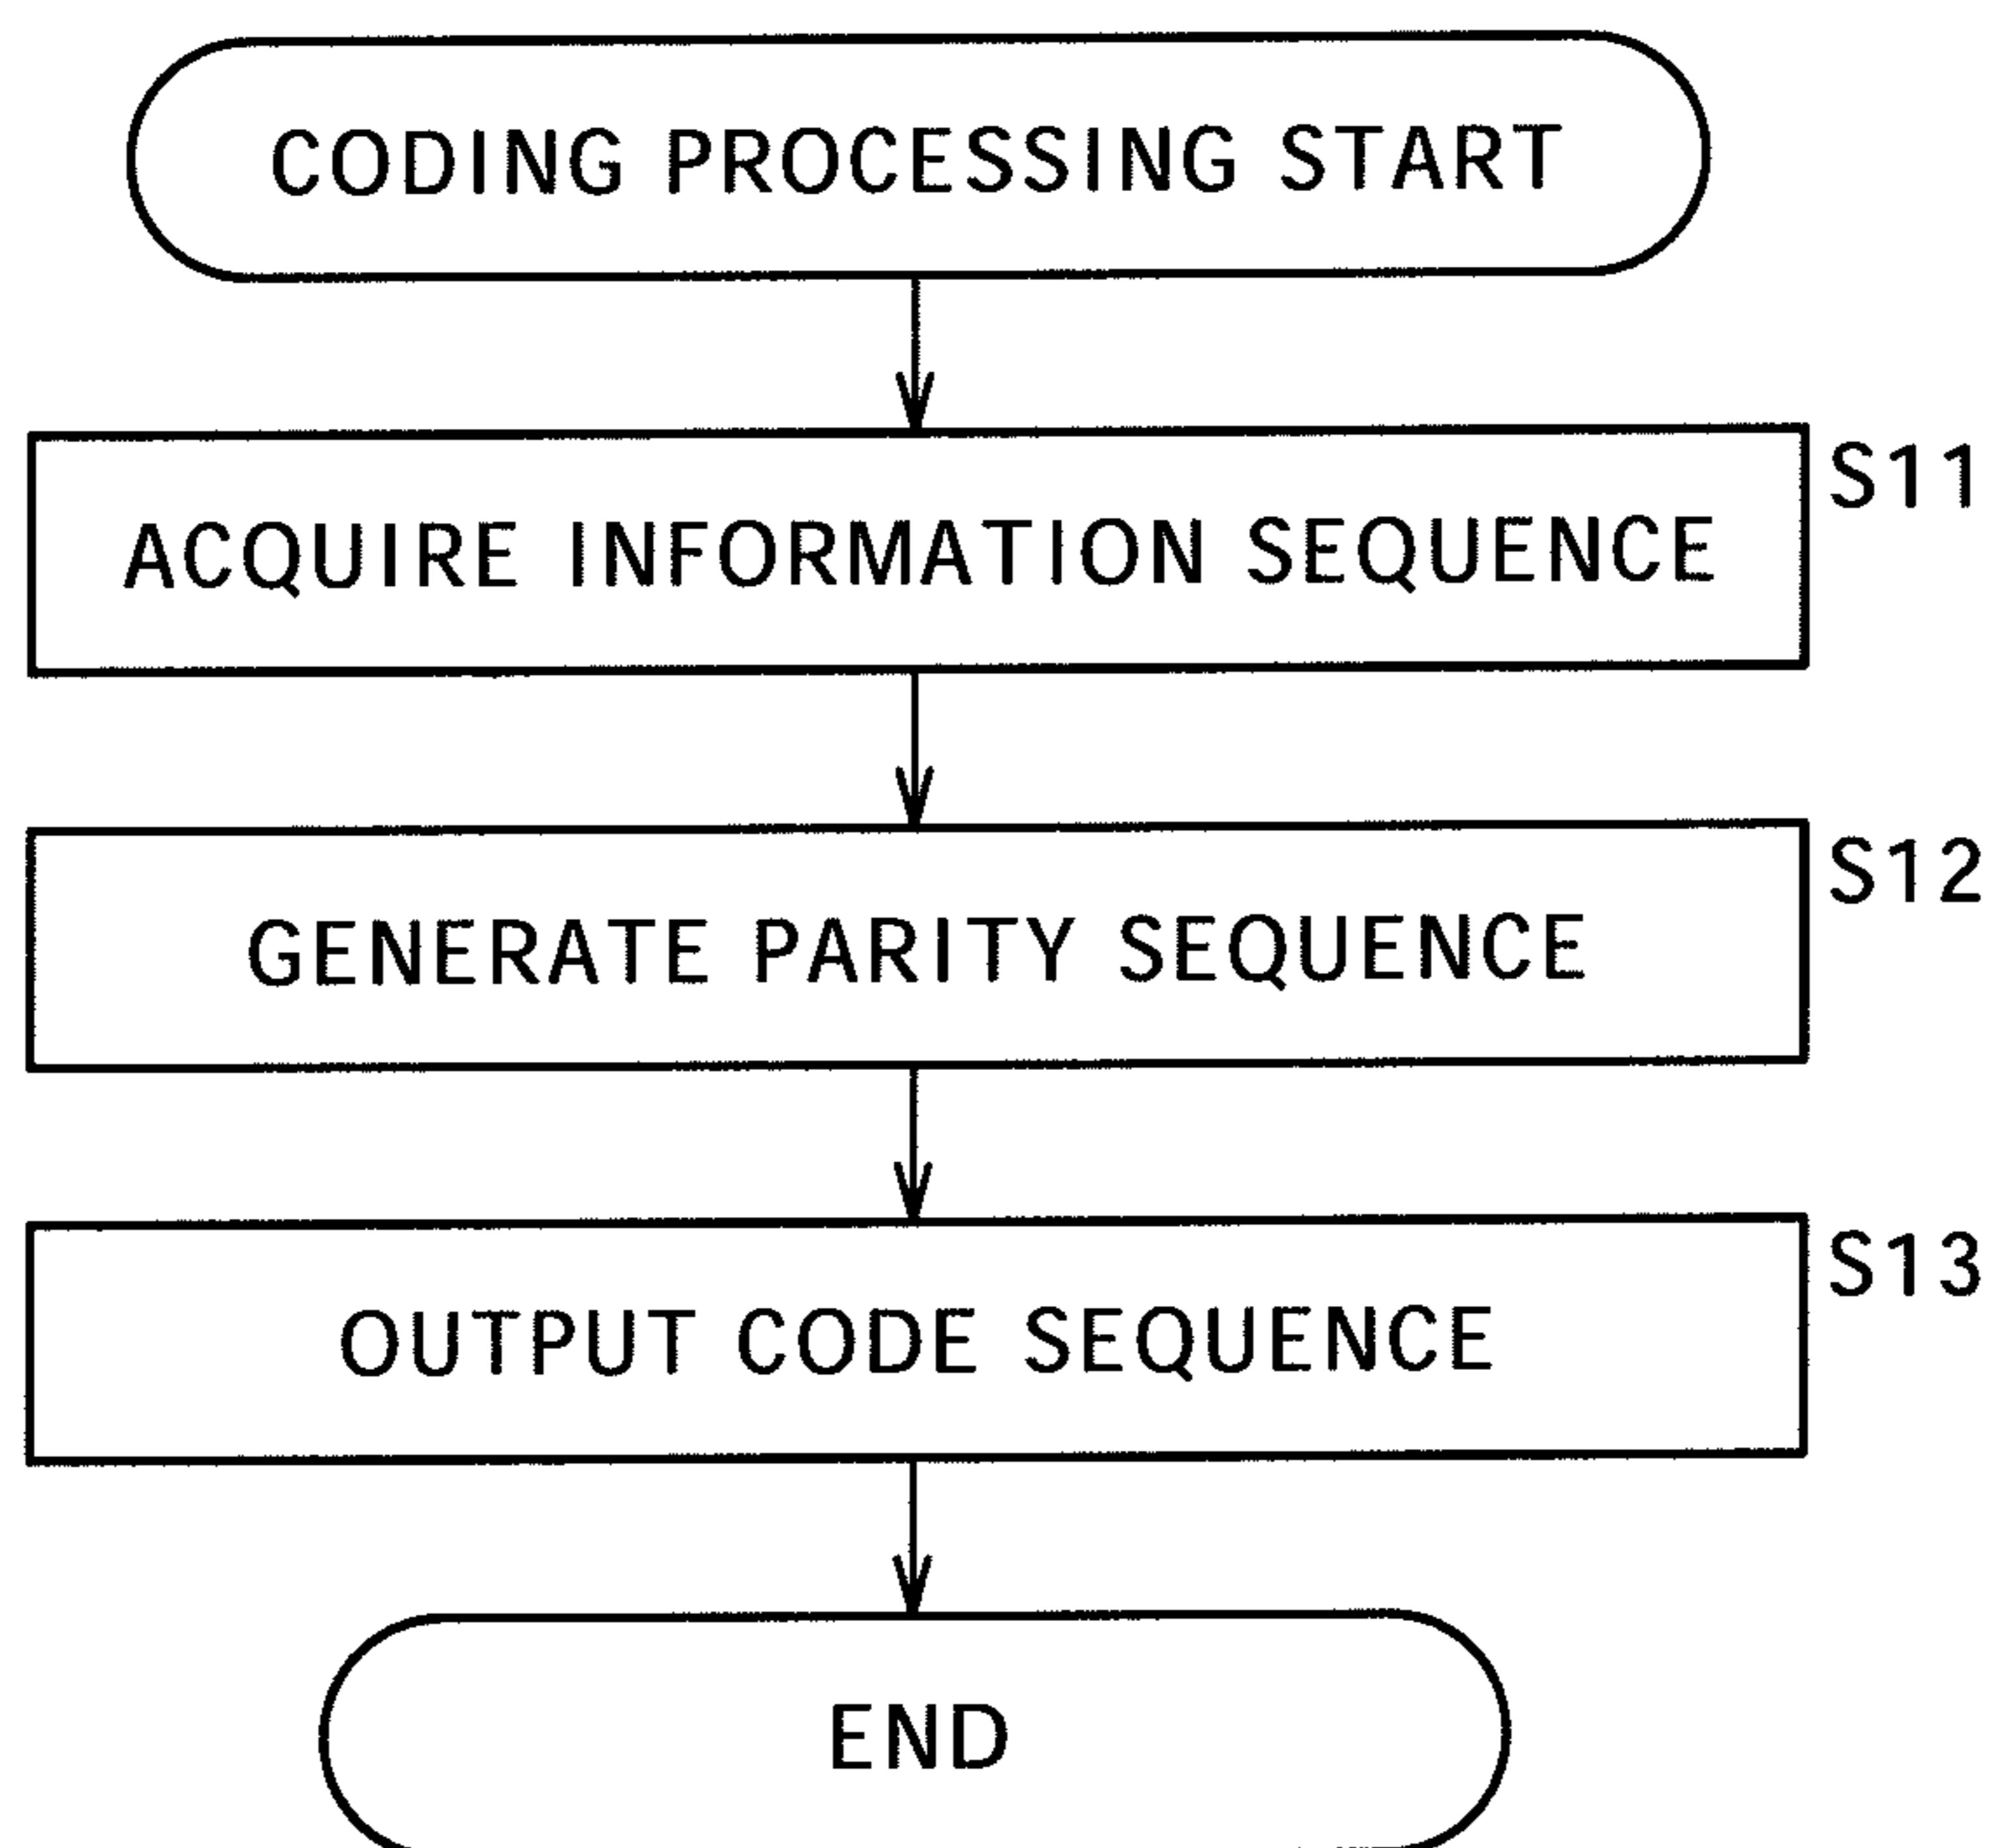 CODING PROCESSING START
S11
ACQUIRE INFORMATION SEQUENCE
S12
GENERATE PARITY SEQUENCE
S13
OUTPUT CODE SEQUENCE
END